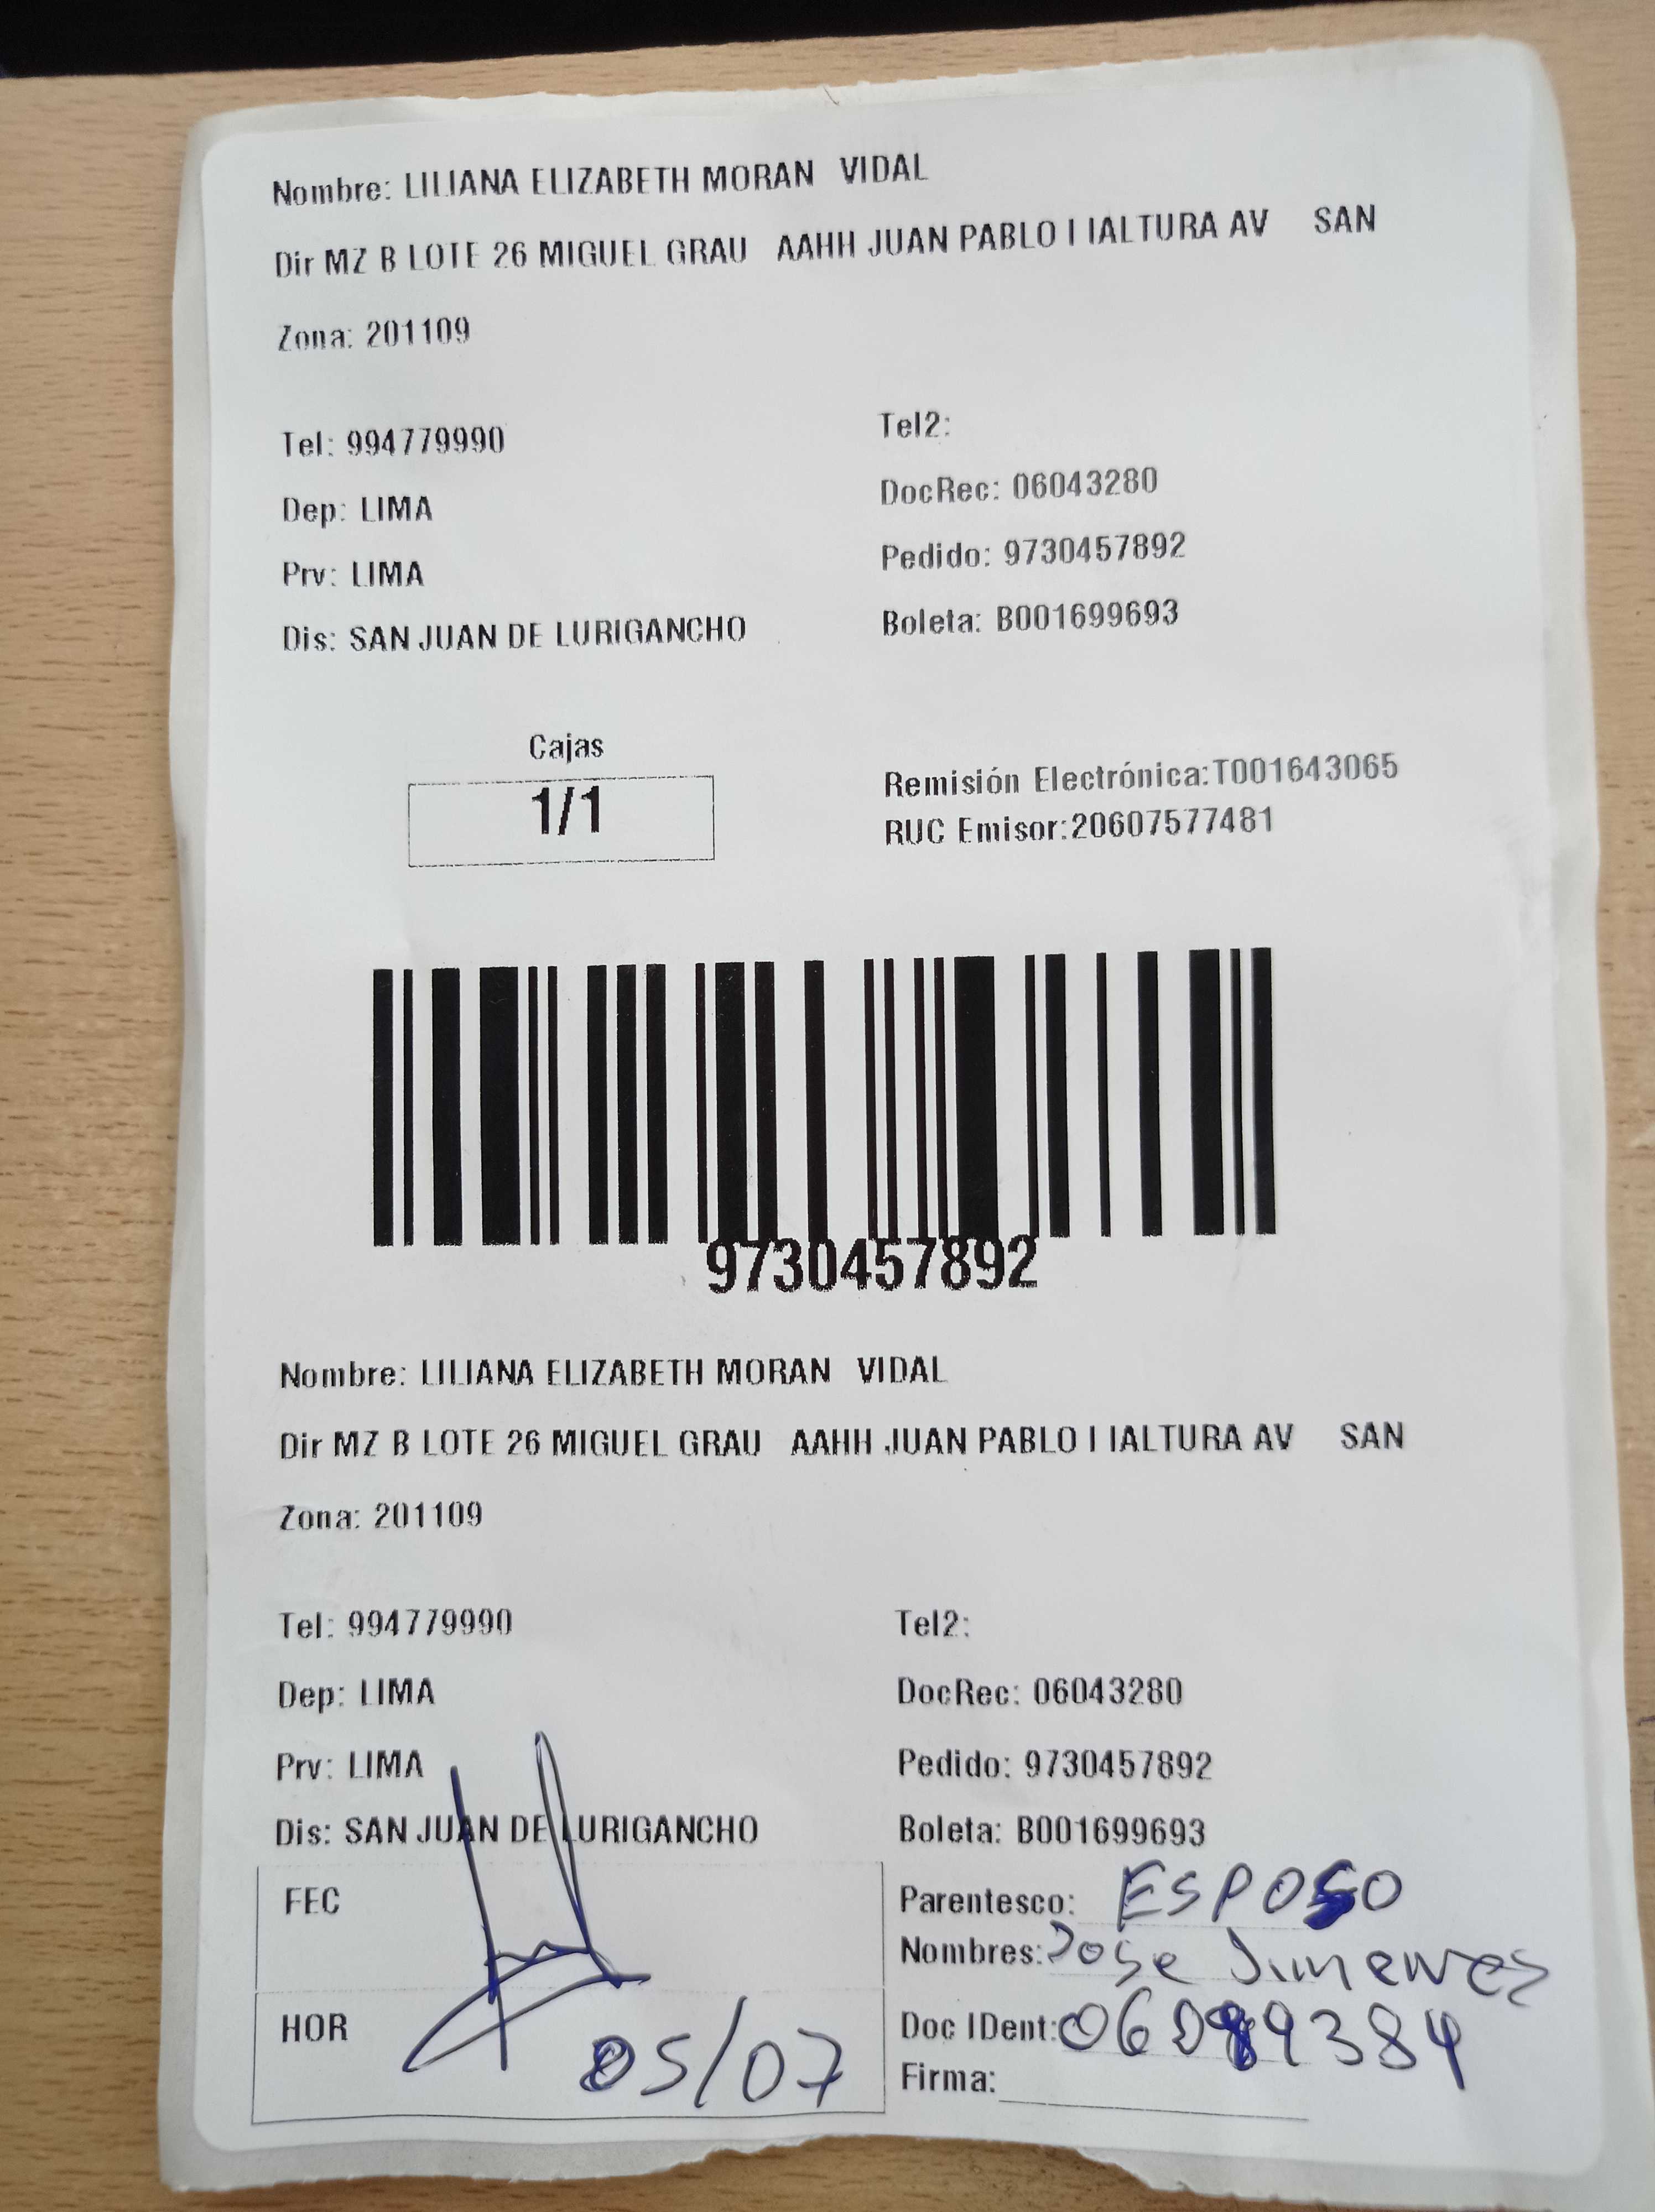 Nombre: LILIANA ELIZABETH MORAN VIDAL
Dir MZ B LOTE 26 MIGUEL GRAU AAHH JUAN PABLO I IALTURA AV SAN
Zona: 201109
Tel: 994779990
Tel2:
Dep: LIMA
DocRec: 06043280
Prv: LIMA
Pedido: 9730457892
Dis: SAN JUAN DE LURIGANCHO
Boleta: B001699693
Cajas
1/1
Remisión Electrónica:T001643065
RUC Emisor:20607577481
9730457892
Nombre: LILIANA ELIZABETH MORAN VIDAL
Dir MZ B LOTE 26 MIGUEL GRAU AAHH JUAN PABLO I IALTURA AV SAN
Zona: 201109
Tel: 994779990
Tel2:
Dep: LIMA
DocRec: 06043280
Prv: LIMA
Pedido: 9730457892
Dis: SAN JUAN DE LURIGANCHO
Boleta: B001699693
FEC
Parentesco: ESPOSO
Nombres: Jose Jimenez
HOR
05/07
Doc IDent:
Firma: